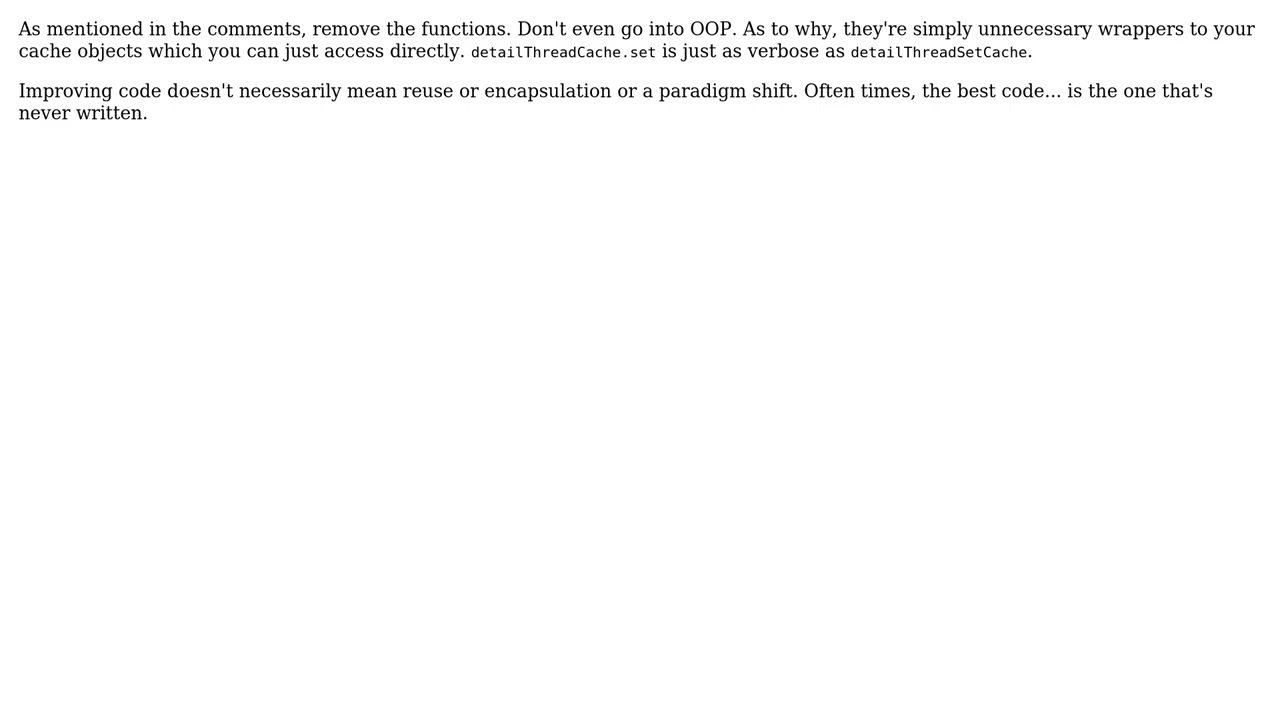 As mentioned in the comments, remove the functions. Don't even go into OOP. As to why, they're simply unnecessary wrappers to your
cache objects which you can just access directly. detailThreadCache.set is just as verbose as detailThreadSetCache.
Improving code doesn't necessarily mean reuse or encapsulation or a paradigm shift. Often times, the best code... is the one that's
never written.